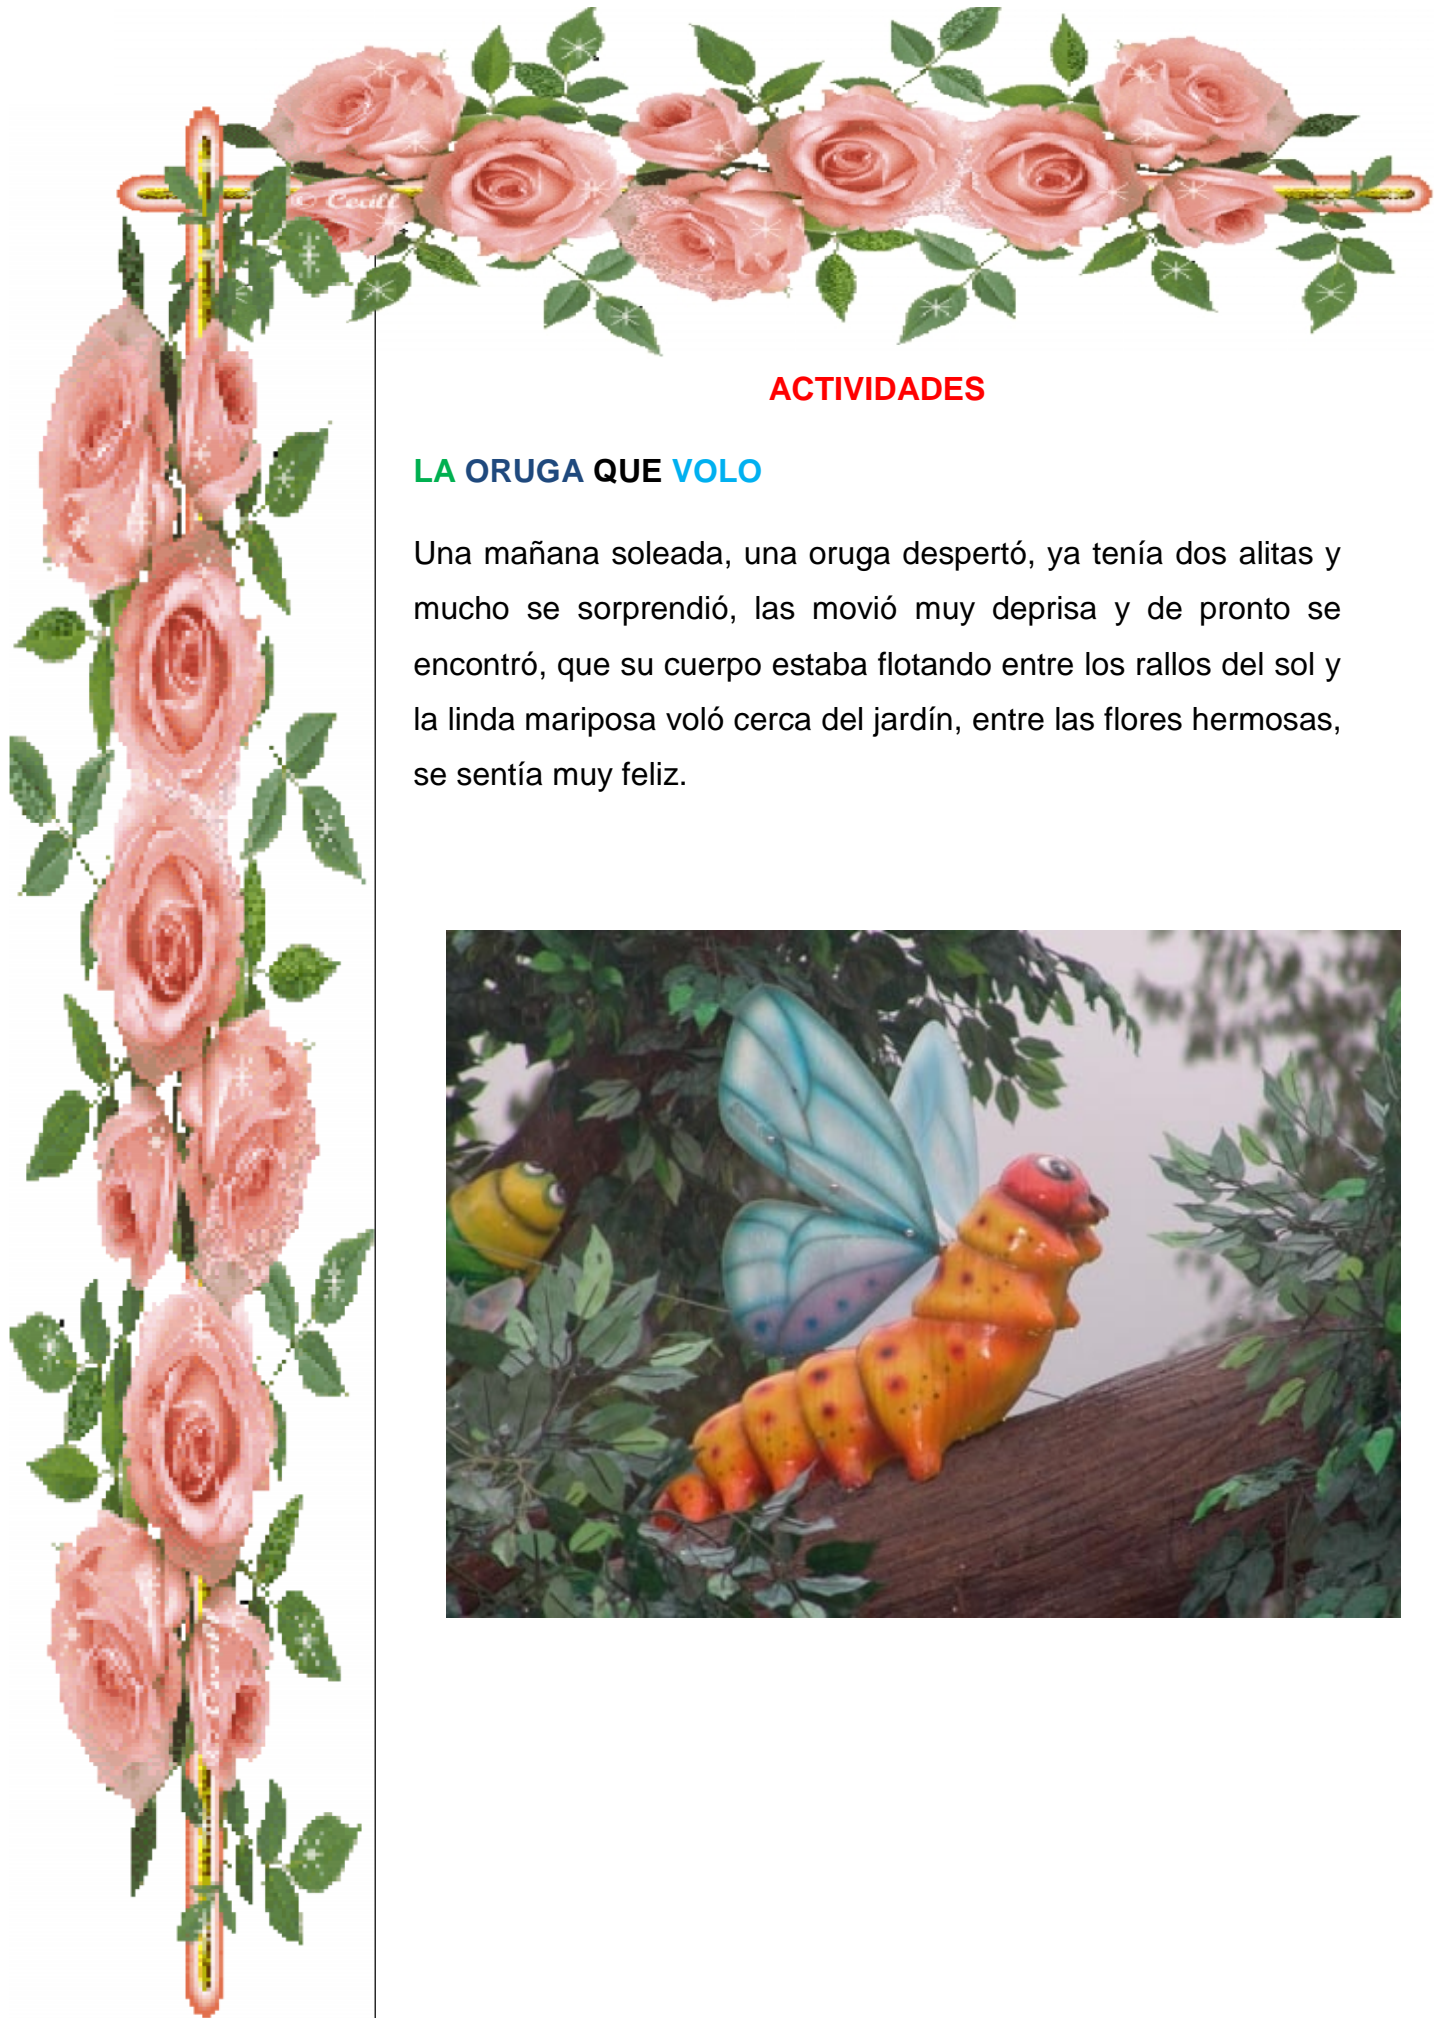 © Cecill
ACTIVIDADES
LA ORUGA QUE VOLO
Una mañana soleada, una oruga despertó, ya tenía dos alitas y
mucho se sorprendió, las movió muy deprisa y de pronto se
encontró, que su cuerpo estaba flotando entre los rallos del sol y
la linda mariposa voló cerca del jardín, entre las flores hermosas,
se sentía muy feliz.